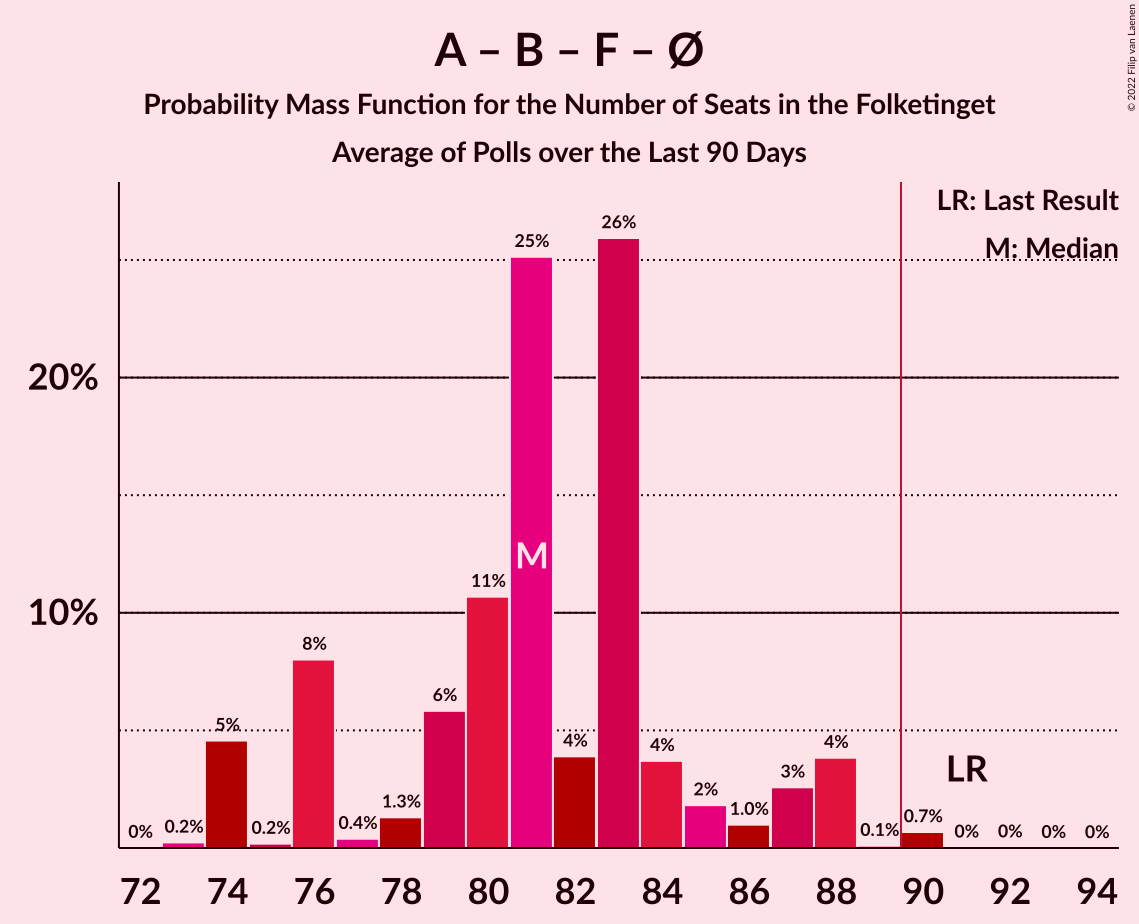 A – B – F – Ø
Probability Mass Function for the Number of Seats in the Folketinget
Average of Polls over the Last 90 Days
© 2022 Filip van Laenen
LR: Last Result
M: Median
20%
10%
0%
0.2%
5%
0.2%
8%
0.4%
1.3%
6%
11%
25%
4%
26%
4%
2%
1.0%
3%
4%
0.1%
0.7%
0%
0%
0%
0%
M
LR
72 74 76 78 80 82 84 86 88 90 92 94